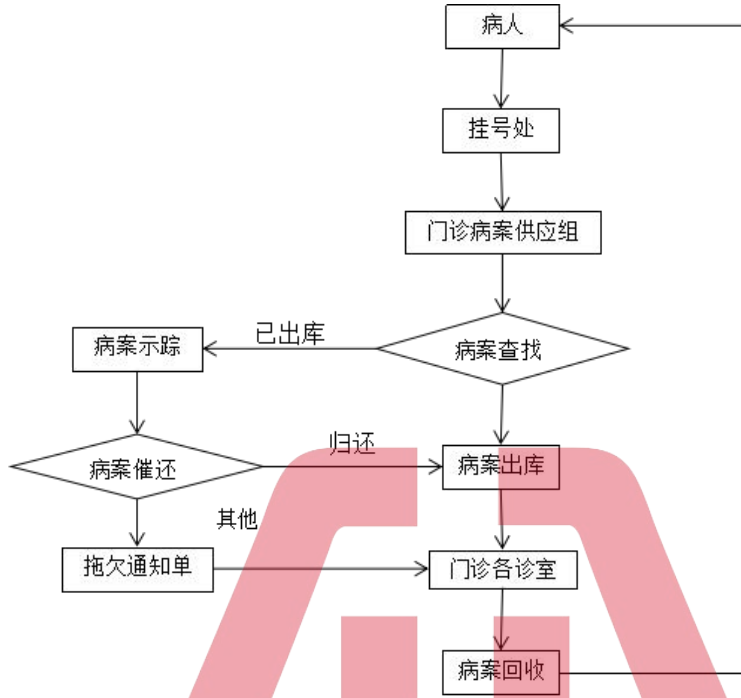 病人
挂号处
门诊病案供应组
已出库
病案示踪
病案查找
归还
病案催还
病案出库
其他
拖欠通知单
门诊各诊室
病案回收